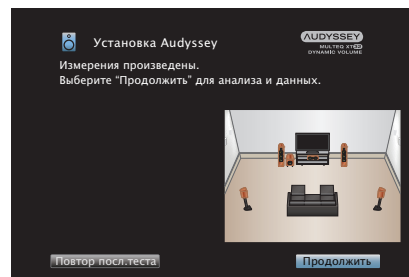 Установка Audyssey
AUDYSSEY
MULTEQ XT32
DYNAMIC VOLUME
Измерения произведены.
Выберите “Продолжить” для анализа и данных.
Повтор посл.теста
Продолжить